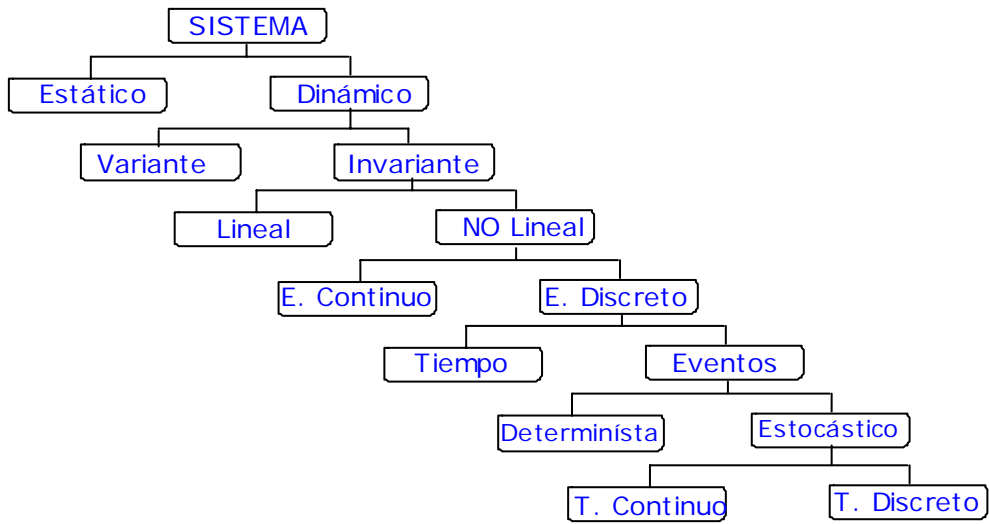 SISTEMA
Estático
Dinámico
Variante
Invariante
Lineal
NO Lineal
E. Continuo
E. Discreto
Tiempo
Eventos
Determinísta
Estocástico
T. Continuo
T. Discreto